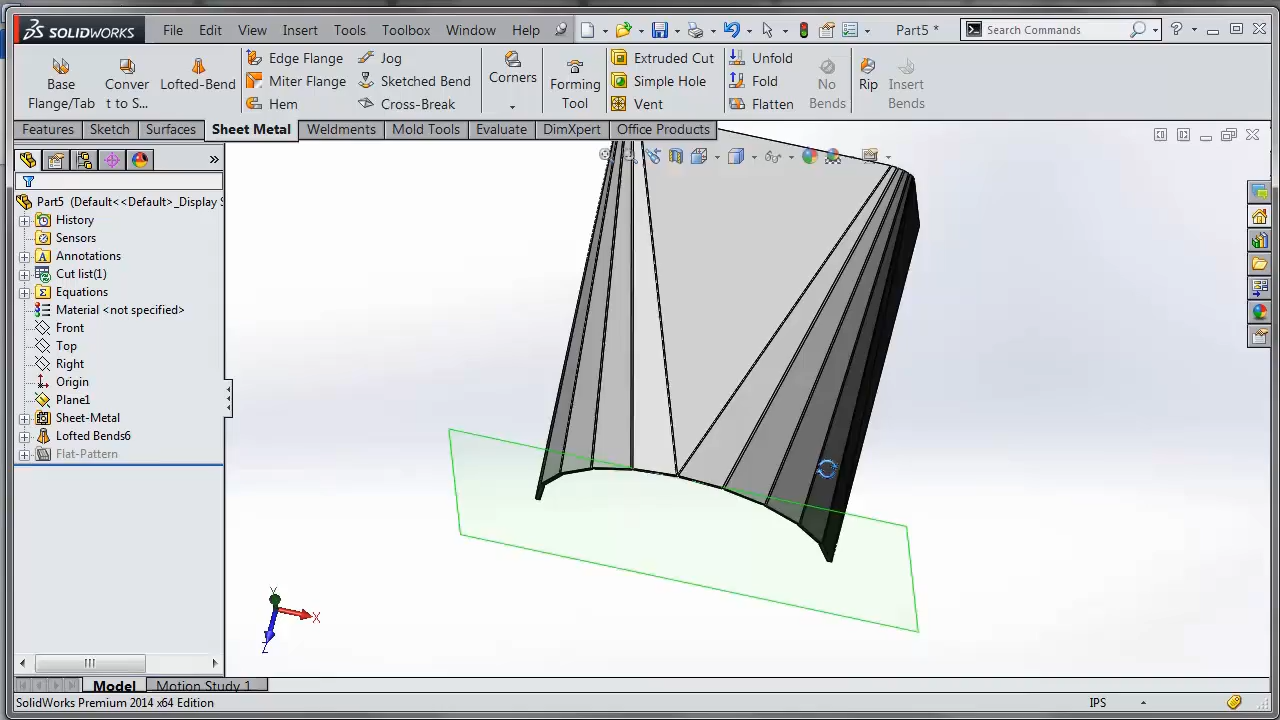 SOLIDWORKS File Edit View Insert Tools Toolbox Window Help Part5 * Search Commands
Base Flange/Tab
Conver t to S...
Lofted-Bend
Edge Flange
Miter Flange
Hem
Jog
Sketched Bend
Cross-Break
Corners
Forming Tool
Extruded Cut
Simple Hole
Vent
Unfold
Fold
Flatten
No Bends
Rip
Insert Bends
Features Sketch Surfaces Sheet Metal Weldments Mold Tools Evaluate DimXpert Office Products
Part5 (Default<<Default>_Display S
History
Sensors
Annotations
Cut list(1)
Equations
Material <not specified>
Front
Top
Right
Origin
Plane1
Sheet-Metal
Lofted Bends6
Flat-Pattern
Y
X
Z
Model Motion Study 1
SolidWorks Premium 2014 x64 Edition IPS